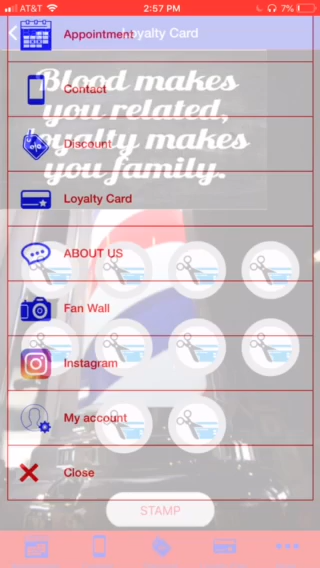 AT&T 2:57 PM 7%
Loyalty Card
Appointment
Blood makes
you related,
Contact
loyalty makes
Discount
you family.
Loyalty Card
ABOUT US
Fan Wall
Instagram
My account
Close
STAMP